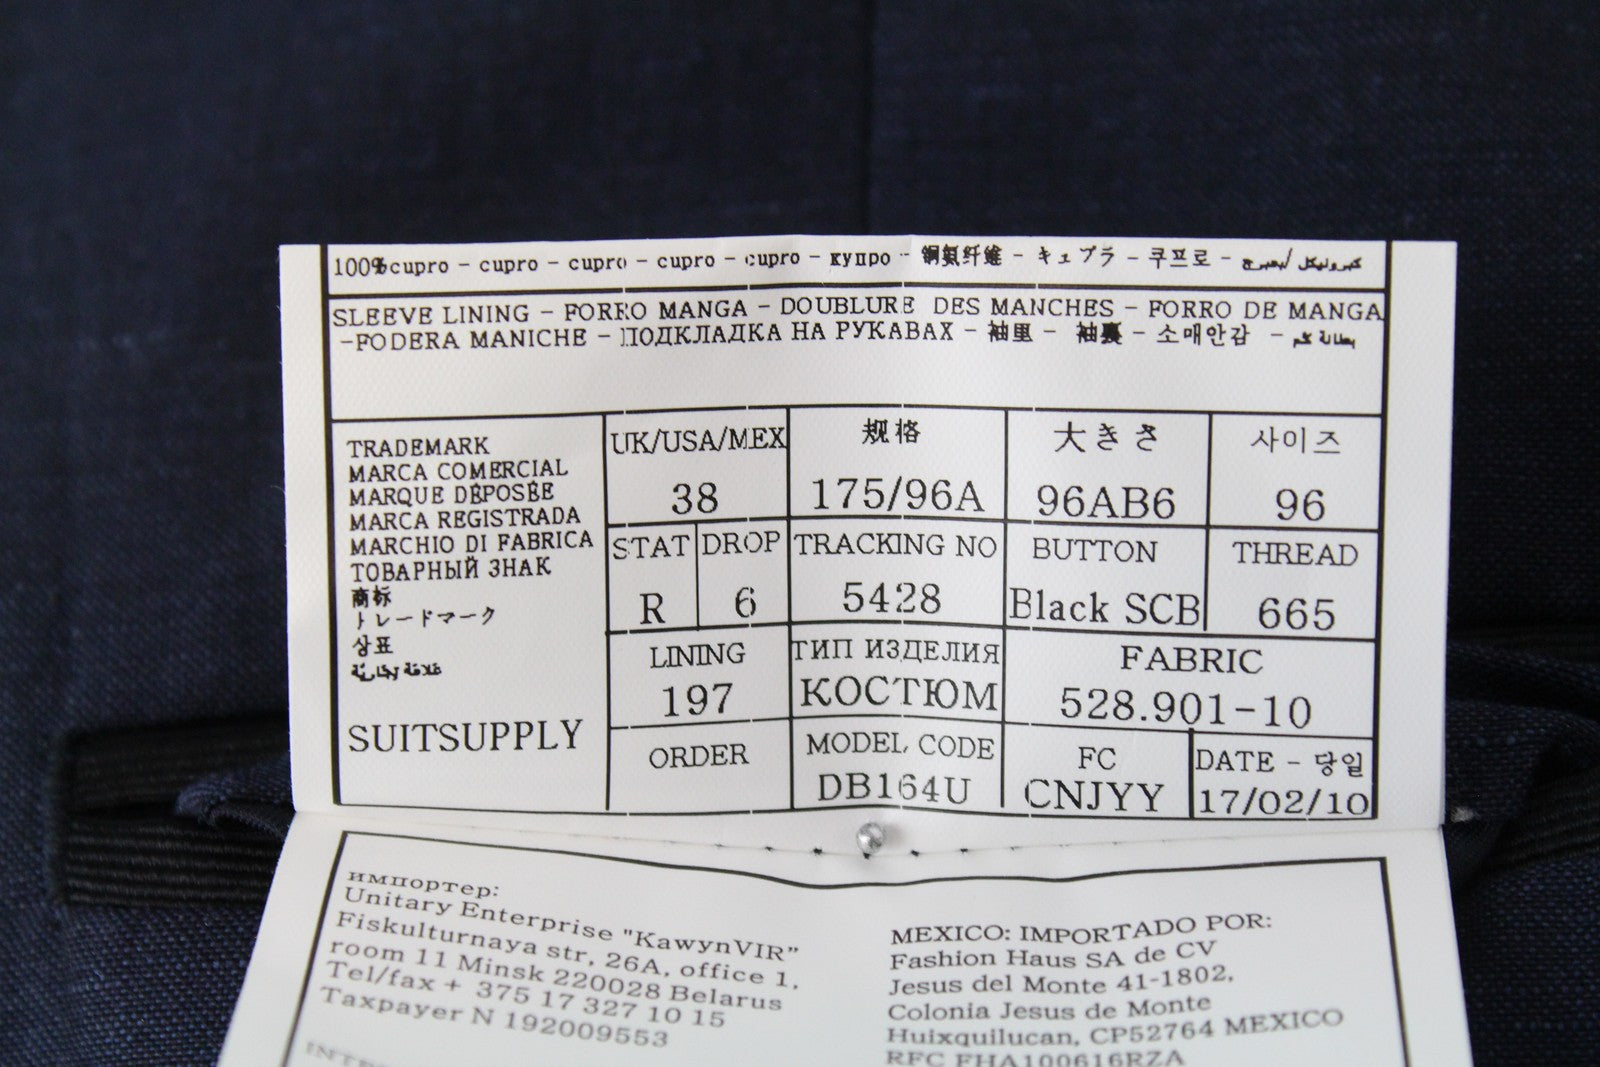 100%cupro – cupro – cupro – cupro – cupro – купро – 铜氨纤维 – キュプラ – 쿠프로 –
SLEEVE LINING – FORRO MANGA – DOUBLURE DES MANCHES – FORRO DE MANGA
–FODERA MANICHE – ПОДКЛАДКА НА РУКАВАХ – 袖里 – 袖裏 – 소매안감 – بطانة كم
TRADEMARK
MARCA COMERCIAL
MARQUE DÉPOSÉE
MARCA REGISTRADA
MARCHIO DI FABRICA
ТОВАРНЫЙ ЗНАК
商标
トレードマーク
상표
SUITSUPPLY
UK/USA/MEX 规格 大きさ 사이즈
38 175/96A 96AB6 96
STAT DROP TRACKING NO BUTTON THREAD
R 6 5428 Black SCB 665
LINING ТИП ИЗДЕЛИЯ FABRIC
197 КОСТЮМ 528.901-10
ORDER MODEL CODE FC DATE – 당일
DB164U CNJYY 17/02/10
импортер:
Unitary Enterprise "KawynVIR”
Fiskulturnaya str, 26A, office 1,
room 11 Minsk 220028 Belarus
Tel/fax + 375 17 327 10 15
Taxpayer N 192009553
MEXICO: IMPORTADO POR:
Fashion Haus SA de CV
Jesus del Monte 41-1802,
Colonia Jesus de Monte
Huixquilucan, CP52764 MEXICO
RFC FHA100616RZA